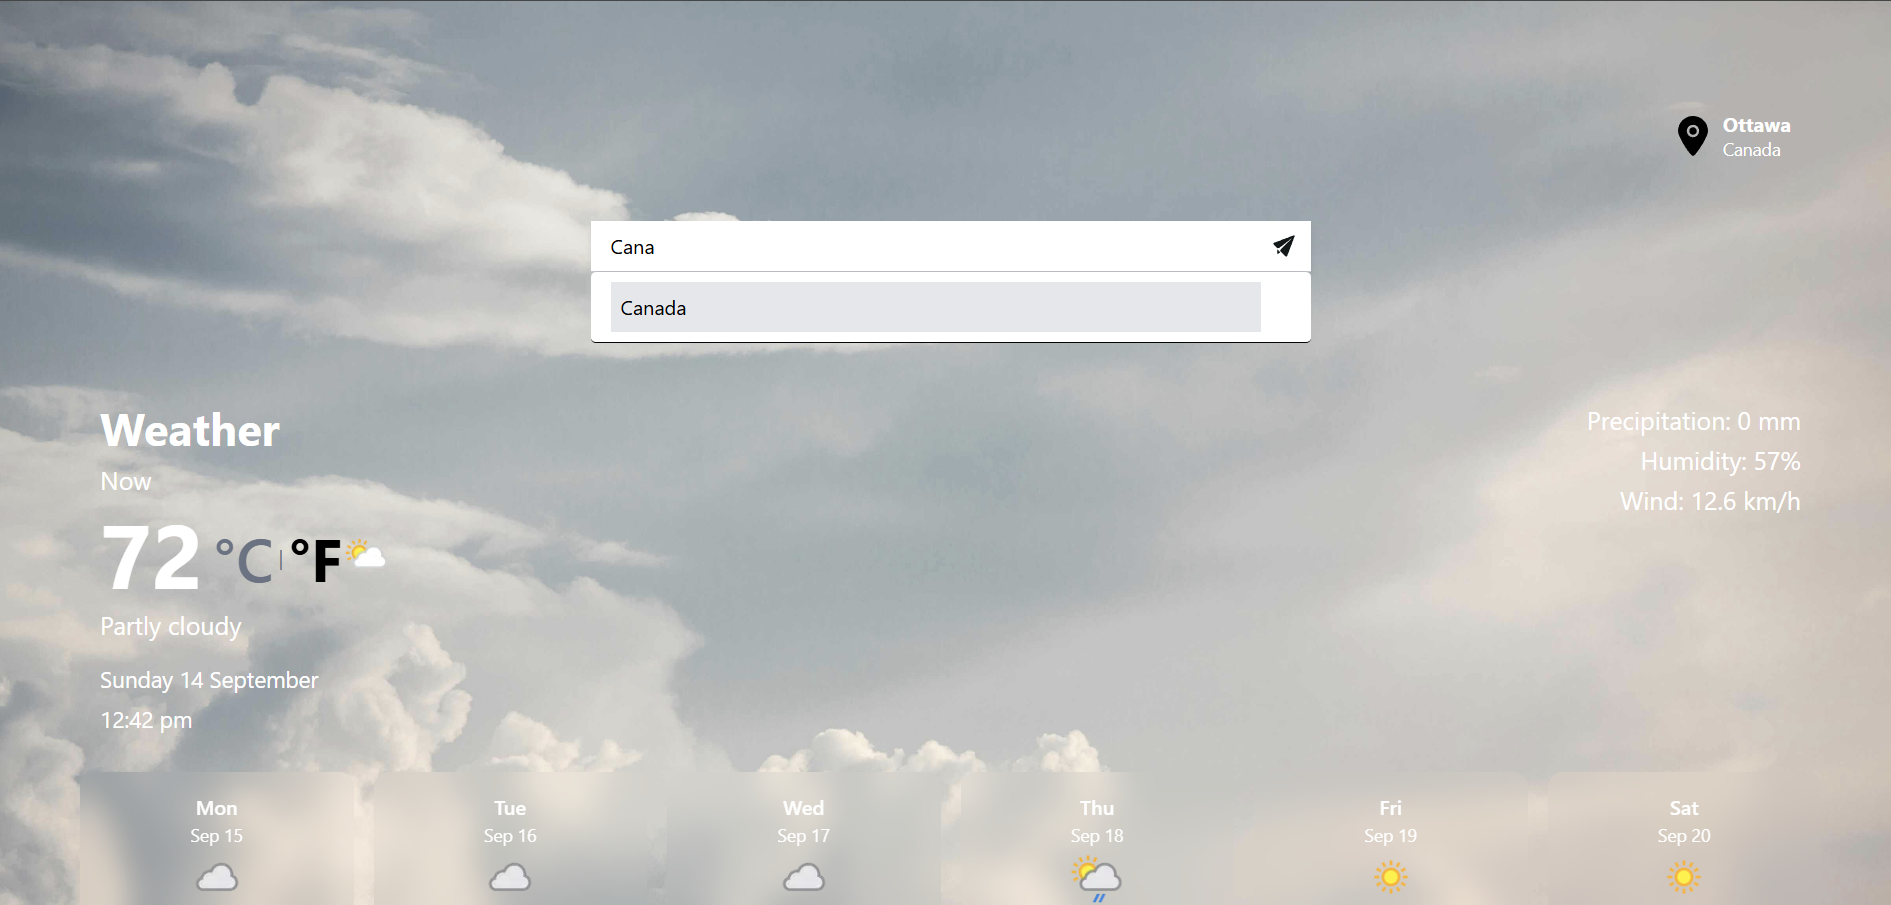 Ottawa
Canada
Cana
Canada
Weather
Now
72 °C | °F
Partly cloudy
Sunday 14 September
12:42 pm
Precipitation: 0 mm
Humidity: 57%
Wind: 12.6 km/h
Mon
Sep 15
Tue
Sep 16
Wed
Sep 17
Thu
Sep 18
Fri
Sep 19
Sat
Sep 20